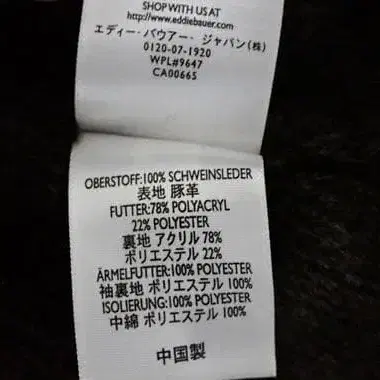 SHOP WITH US AT
www.eddiebauer.com
エディー・バウアー・ジャパン(株)
0120-07-1920
WPL#9647
CA00665
OBERSTOFF:100% SCHWEINSLEDER
表地 豚革
FUTTER:78% POLYACRYL
22% POLYESTER
裏地 アクリル 78%
ポリエステル 22%
ÄRMELFUTTER:100% POLYESTER
袖裏地 ポリエステル 100%
ISOLIERUNG:100% POLYESTER
中綿 ポリエステル 100%
中国製